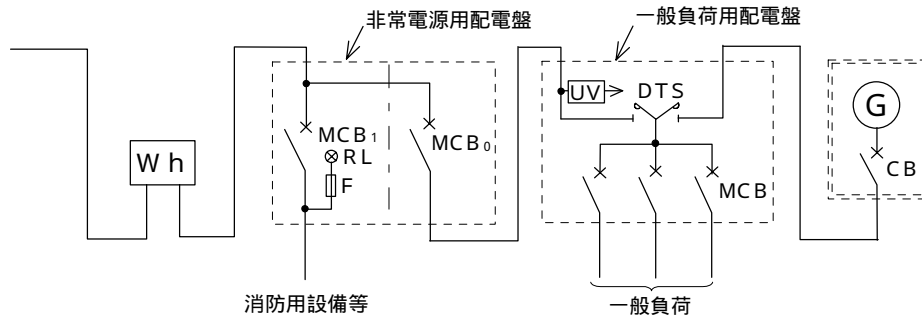 非常電源用配電盤
一般負荷用配電盤
UV
DTS
G
Wh
MCB₁
RL
F
MCB₀
MCB
CB
消防用設備等
一般負荷